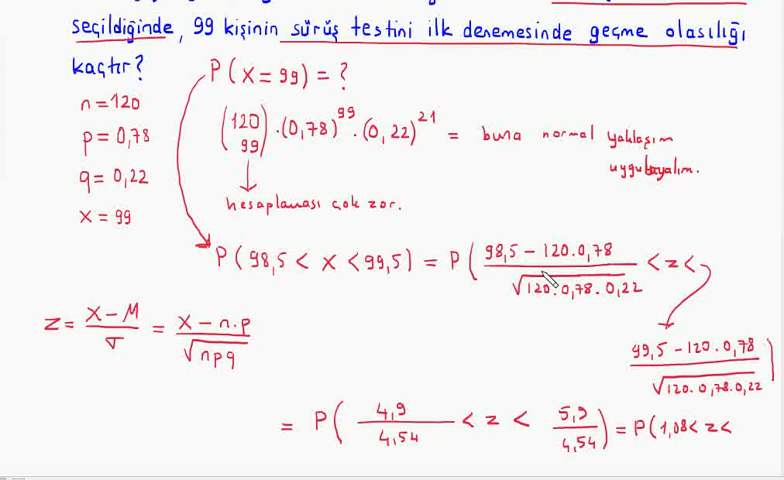 seçildiğinde, 99 kişinin sürüş testini ilk denemesinde geçme olasılığı
kaçtır?
P(X=99)=?
n=120
p=0,78
q=0,22
x=99
(120 99).(0,78)^99.(0,22)^21 = buna normal yaklaşım
uygulayalım.
hesaplaması çok zor.
P(98,5 < X < 99,5) = P( 98,5 - 120.0,78 / √120.0,78.0,22 < z <
99,5 - 120.0,78 / √120.0,78.0,22 )
z = X-M / σ = X-n.p / √npq
= P( 4,9 / 4,54 < z < 5,9 / 4,54 ) = P(1,08 < z <